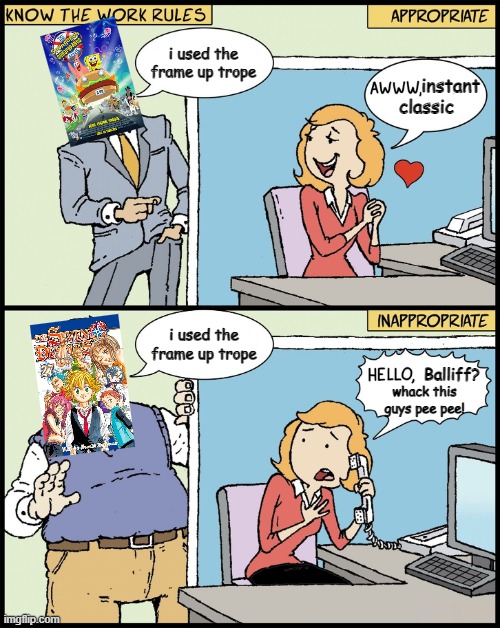 KNOW THE WORK RULES
APPROPRIATE
i used the
frame up trope
AWWW,instant
classic
INAPPROPRIATE
i used the
frame up trope
HELLO, Balliff?
whack this
guys pee pee!
imgflip.com